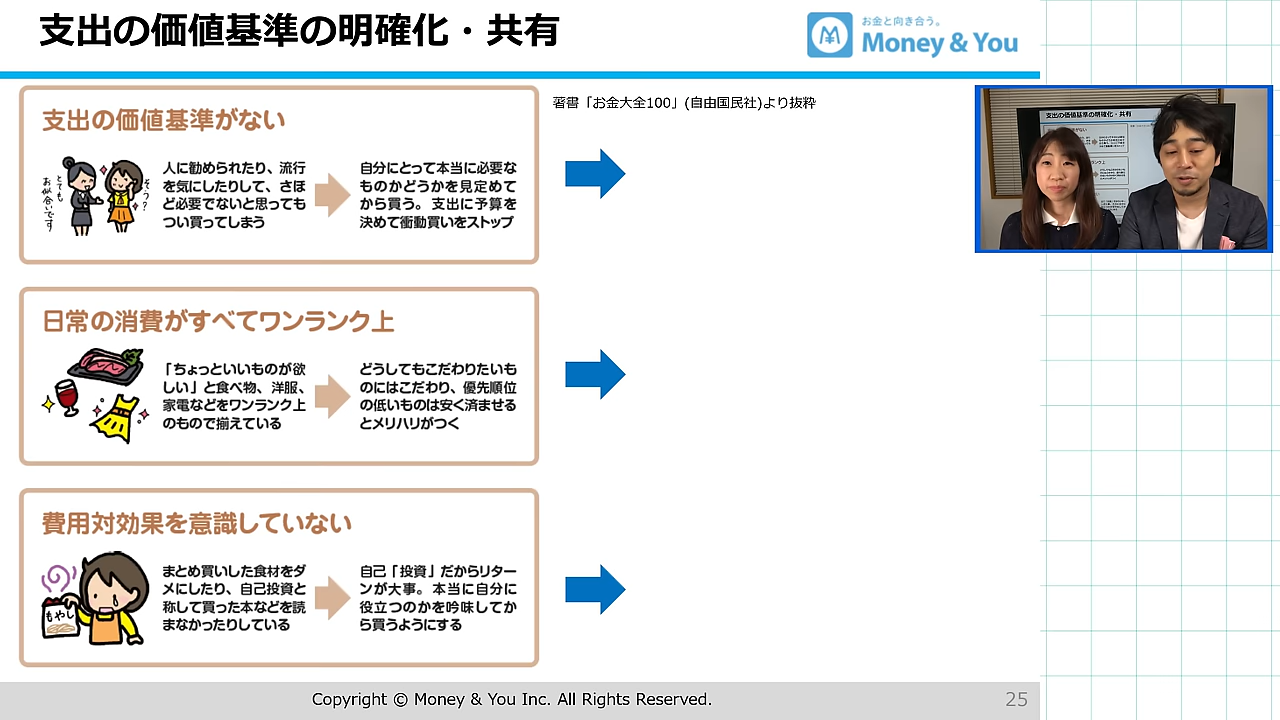 支出の価値基準の明確化・共有
お金と向き合う。
Money & You
著書「お金大全100」(自由国民社)より抜粋
支出の価値基準がない
とても
お似合いです
そう?
人に勧められたり、流行
を気にしたりして、さほ
ど必要でないと思っても
つい買ってしまう
自分にとって本当に必要な
ものかどうかを見定めて
から買う。支出に予算を
決めて衝動買いをストップ
日常の消費がすべてワンランク上
「ちょっといいものが欲
しい」と食べ物、洋服、
家電などをワンランク上
のもので揃えている
どうしてもこだわりたいも
のにはこだわり、優先順位
の低いものは安く済ませる
とメリハリがつく
費用対効果を意識していない
もやし
まとめ買いした食材をダ
メにしたり、自己投資と
称して買った本などを読
まなかったりしている
自己「投資」だからリター
ンが大事。本当に自分に
役立つのかを吟味してか
ら買うようにする
支出の価値基準の明確化・共有
Copyright © Money & You Inc. All Rights Reserved.
25